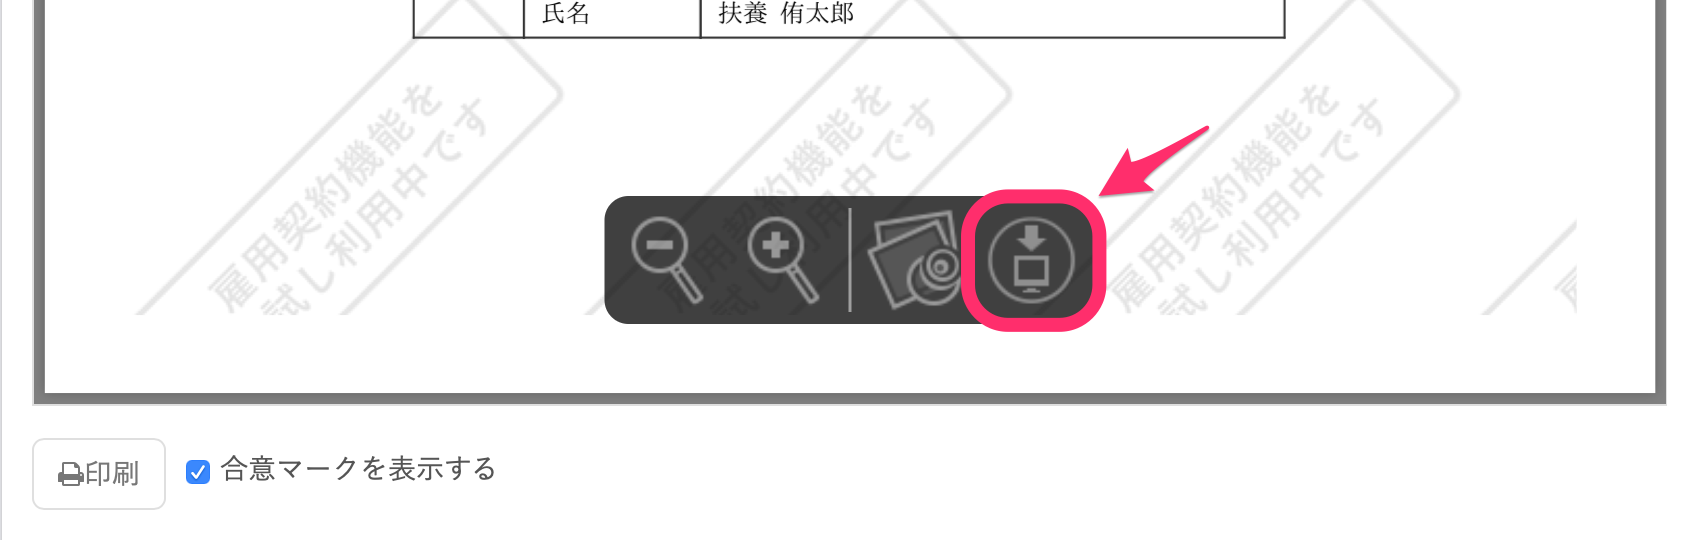 氏名 扶養 侑太郎
雇用契約機能を
試し利用中です
雇用契約機能を
試し利用中です
雇用契約機能を
試し利用中です
雇
印刷 合意マークを表示する